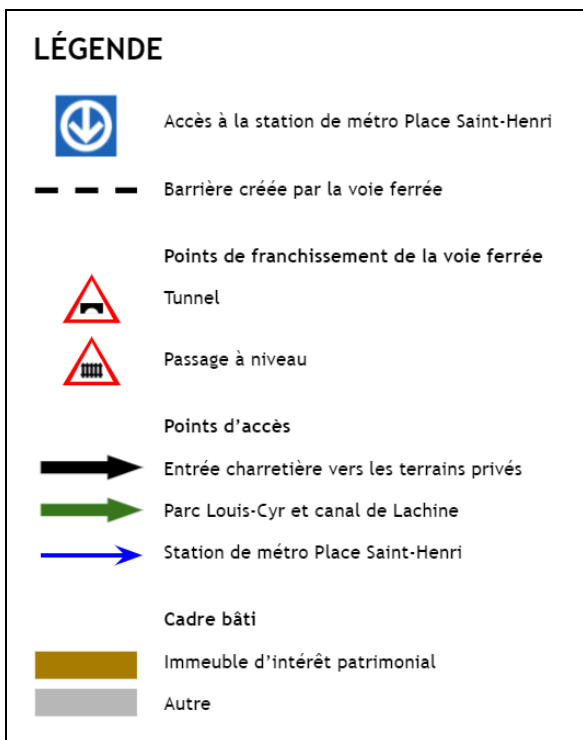 LÉGENDE
Accès à la station de métro Place Saint-Henri
Barrière créée par la voie ferrée
Points de franchissement de la voie ferrée
Tunnel
Passage à niveau
Points d'accès
Entrée charretière vers les terrains privés
Parc Louis-Cyr et canal de Lachine
Station de métro Place Saint-Henri
Cadre bâti
Immeuble d'intérêt patrimonial
Autre